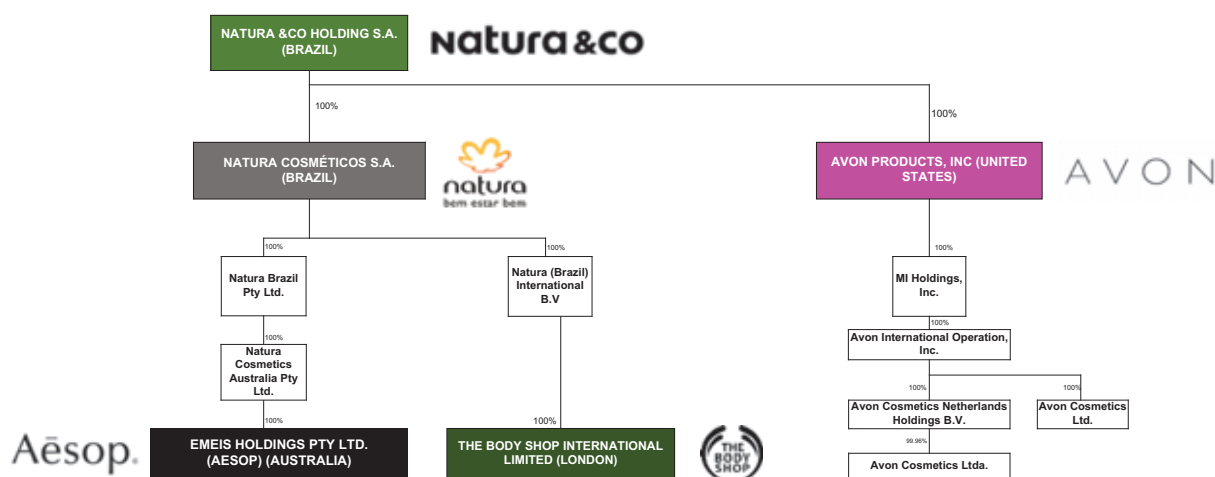 NATURA &CO HOLDING S.A.
(BRAZIL)
natura &co
100%
100%
NATURA COSMÉTICOS S.A.
(BRAZIL)
natura
bem estar bem
AVON PRODUCTS, INC (UNITED
STATES)
AVON
100%
100%
100%
Natura Brazil
Pty Ltd.
Natura (Brazil)
International
B.V
MI Holdings,
Inc.
100%
100%
Natura
Cosmetics
Australia Pty
Ltd.
Avon International Operation,
Inc.
100%
100%
Avon Cosmetics Netherlands
Holdings B.V.
Avon Cosmetics
Ltd.
100%
100%
99.96%
Aēsop.
EMEIS HOLDINGS PTY LTD.
(AESOP) (AUSTRALIA)
THE BODY SHOP INTERNATIONAL
LIMITED (LONDON)
THE
BODY
SHOP
Avon Cosmetics Ltda.